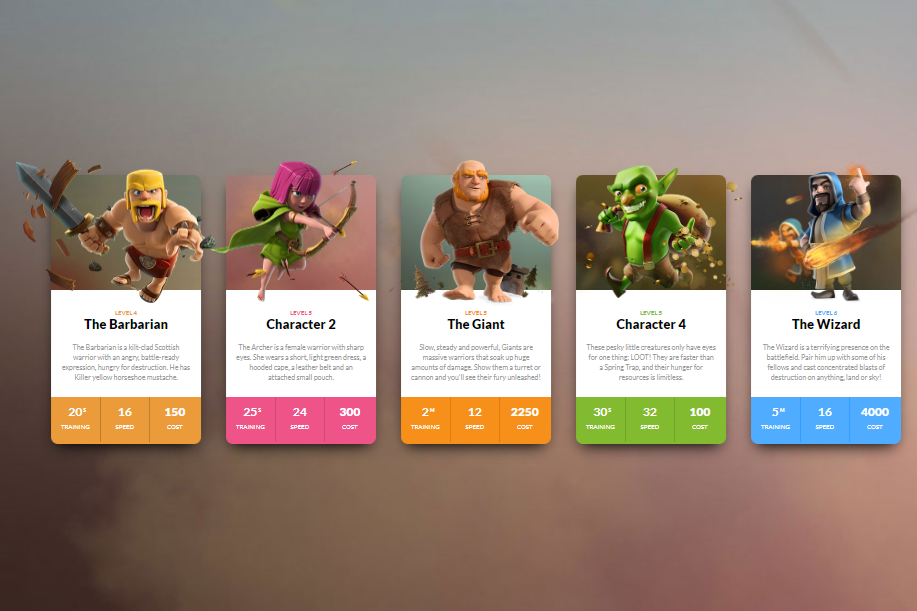 LEVEL 4
The Barbarian
The Barbarian is a kilt-clad Scottish
warrior with an angry, battle-ready
expression, hungry for destruction. He has
Killer yellow horseshoe mustache.
20S 16 150
TRAINING SPEED COST
LEVEL 5
Character 2
The Archer is a female warrior with sharp
eyes. She wears a short, light green dress, a
hooded cape, a leather belt and an
attached small pouch.
25S 24 300
TRAINING SPEED COST
LEVEL 5
The Giant
Slow, steady and powerful, Giants are
massive warriors that soak up huge
amounts of damage. Show them a turret or
cannon and you'll see their fury unleashed!
2M 12 2250
TRAINING SPEED COST
LEVEL 5
Character 4
These pesky little creatures only have eyes
for one thing: LOOT! They are faster than
a Spring Trap, and their hunger for
resources is limitless.
30S 32 100
TRAINING SPEED COST
LEVEL 6
The Wizard
The Wizard is a terrifying presence on the
battlefield. Pair him up with some of his
fellows and cast concentrated blasts of
destruction on anything, land or sky!
5M 16 4000
TRAINING SPEED COST